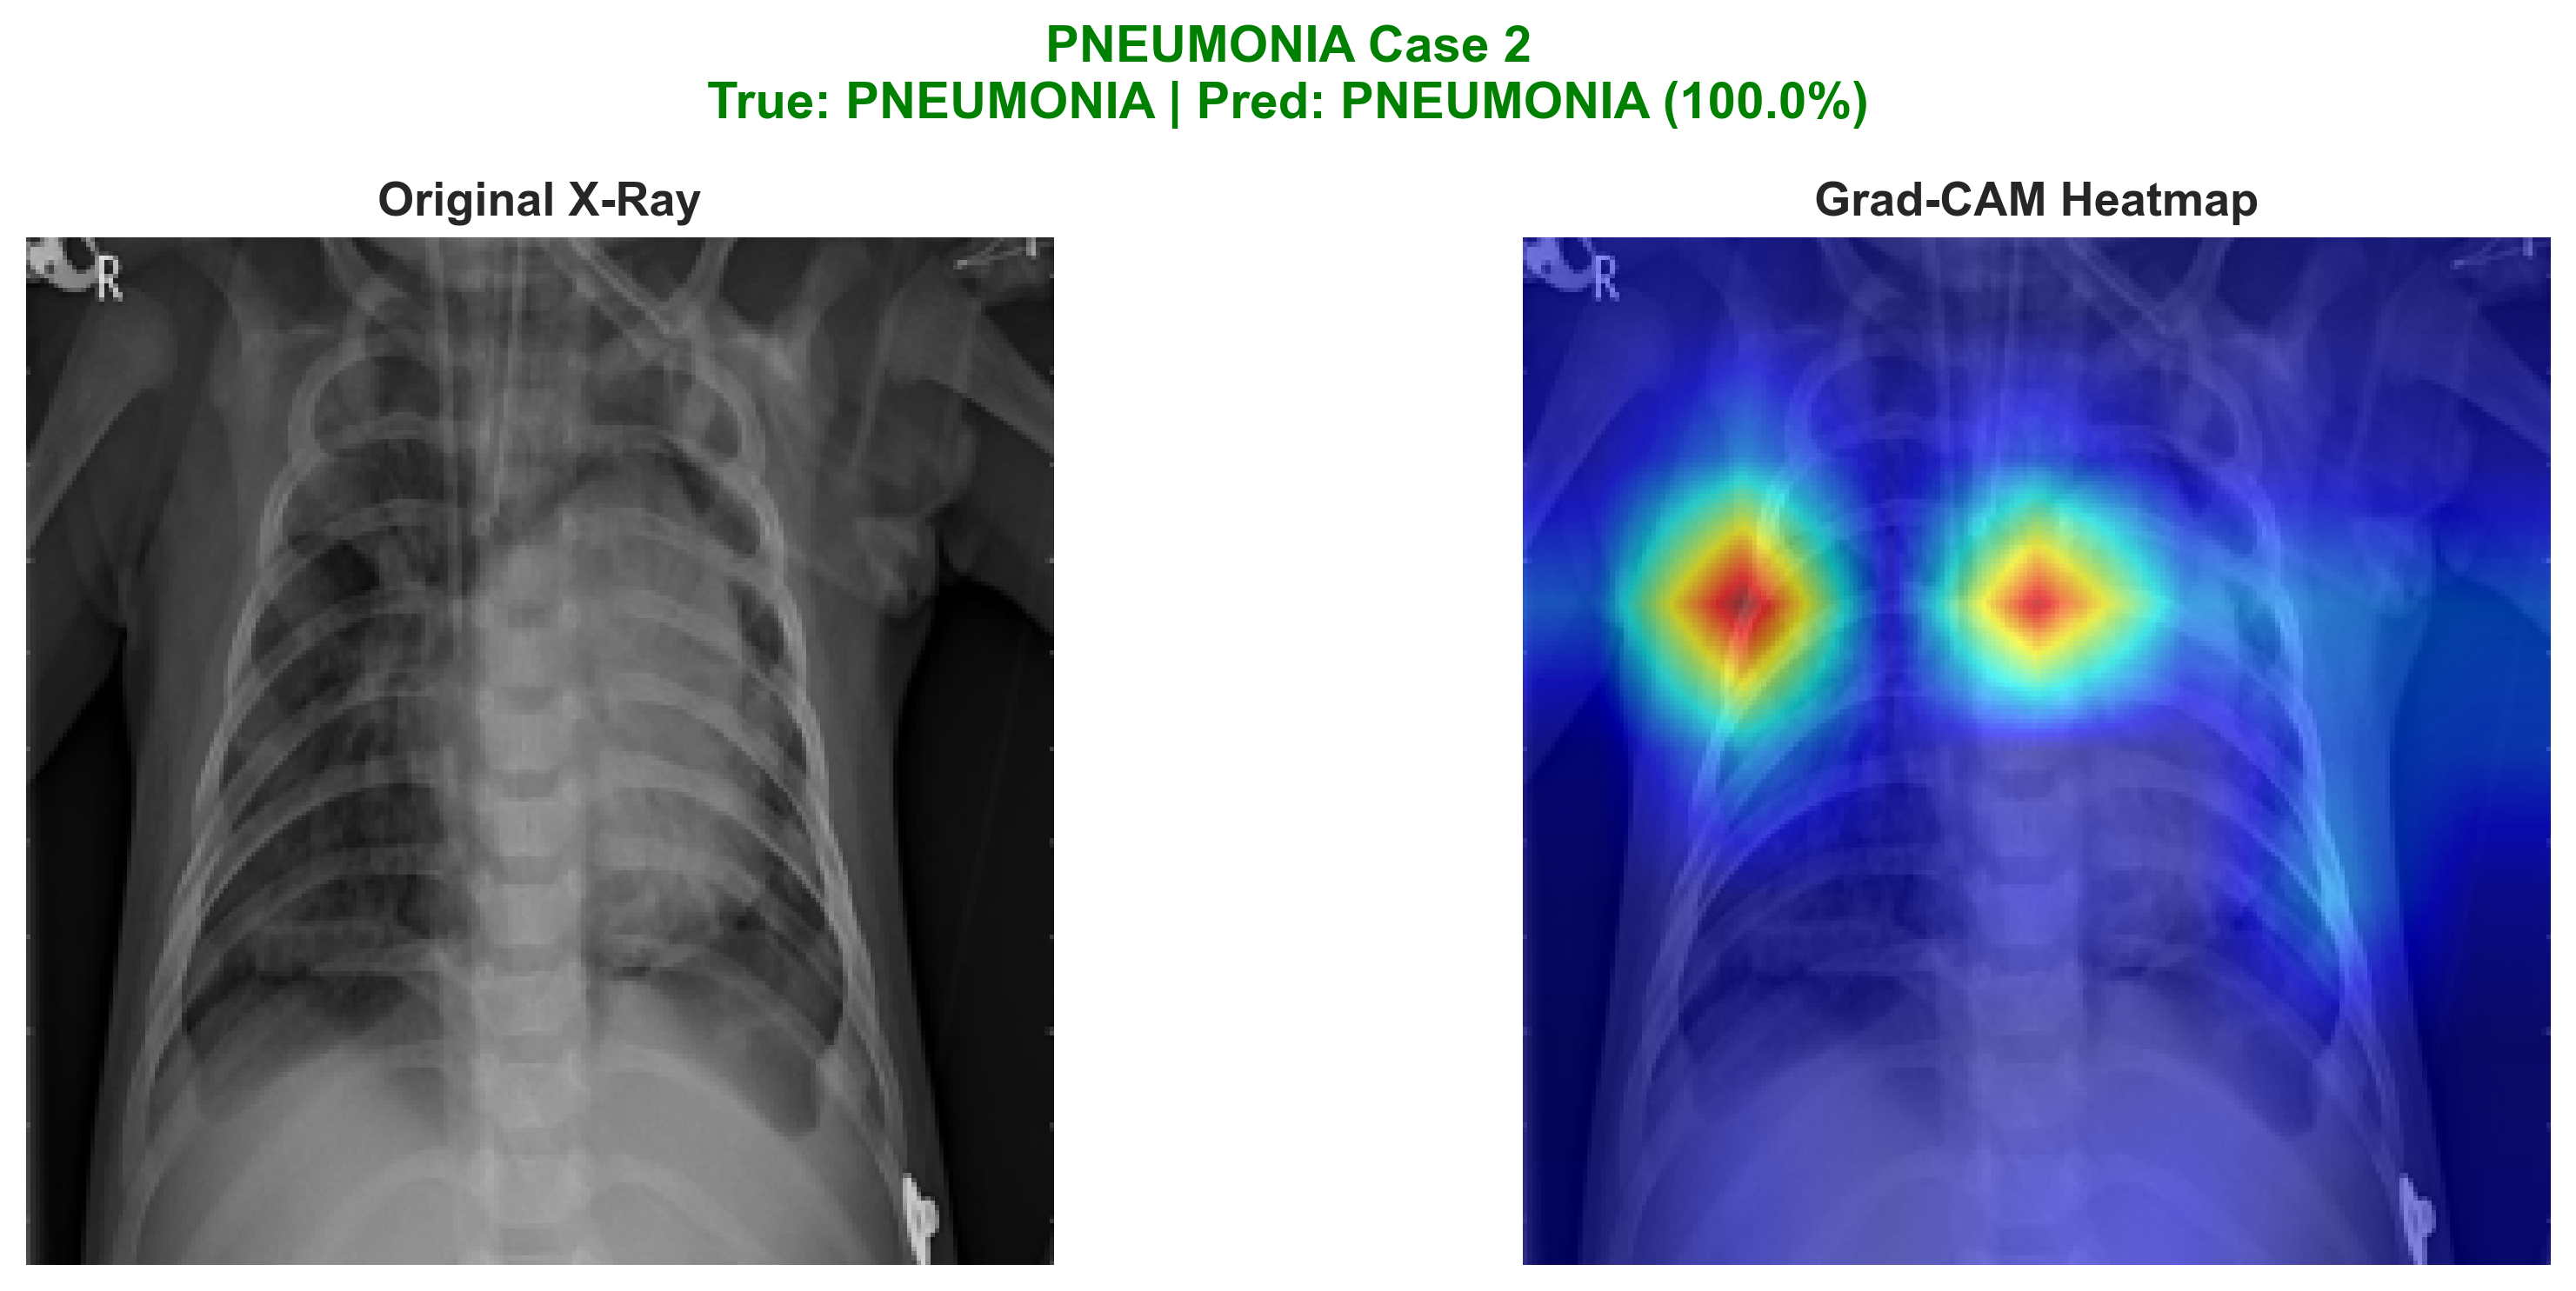 PNEUMONIA Case 2
True: PNEUMONIA | Pred: PNEUMONIA (100.0%)
Original X-Ray
Grad-CAM Heatmap
R
R